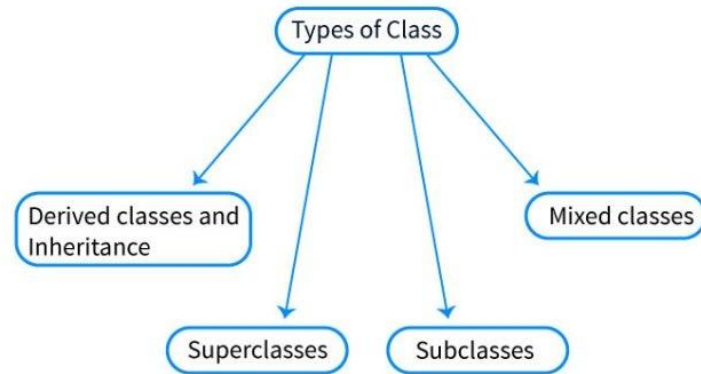 Types of Class
Derived classes and
Inheritance
Mixed classes
Superclasses
Subclasses